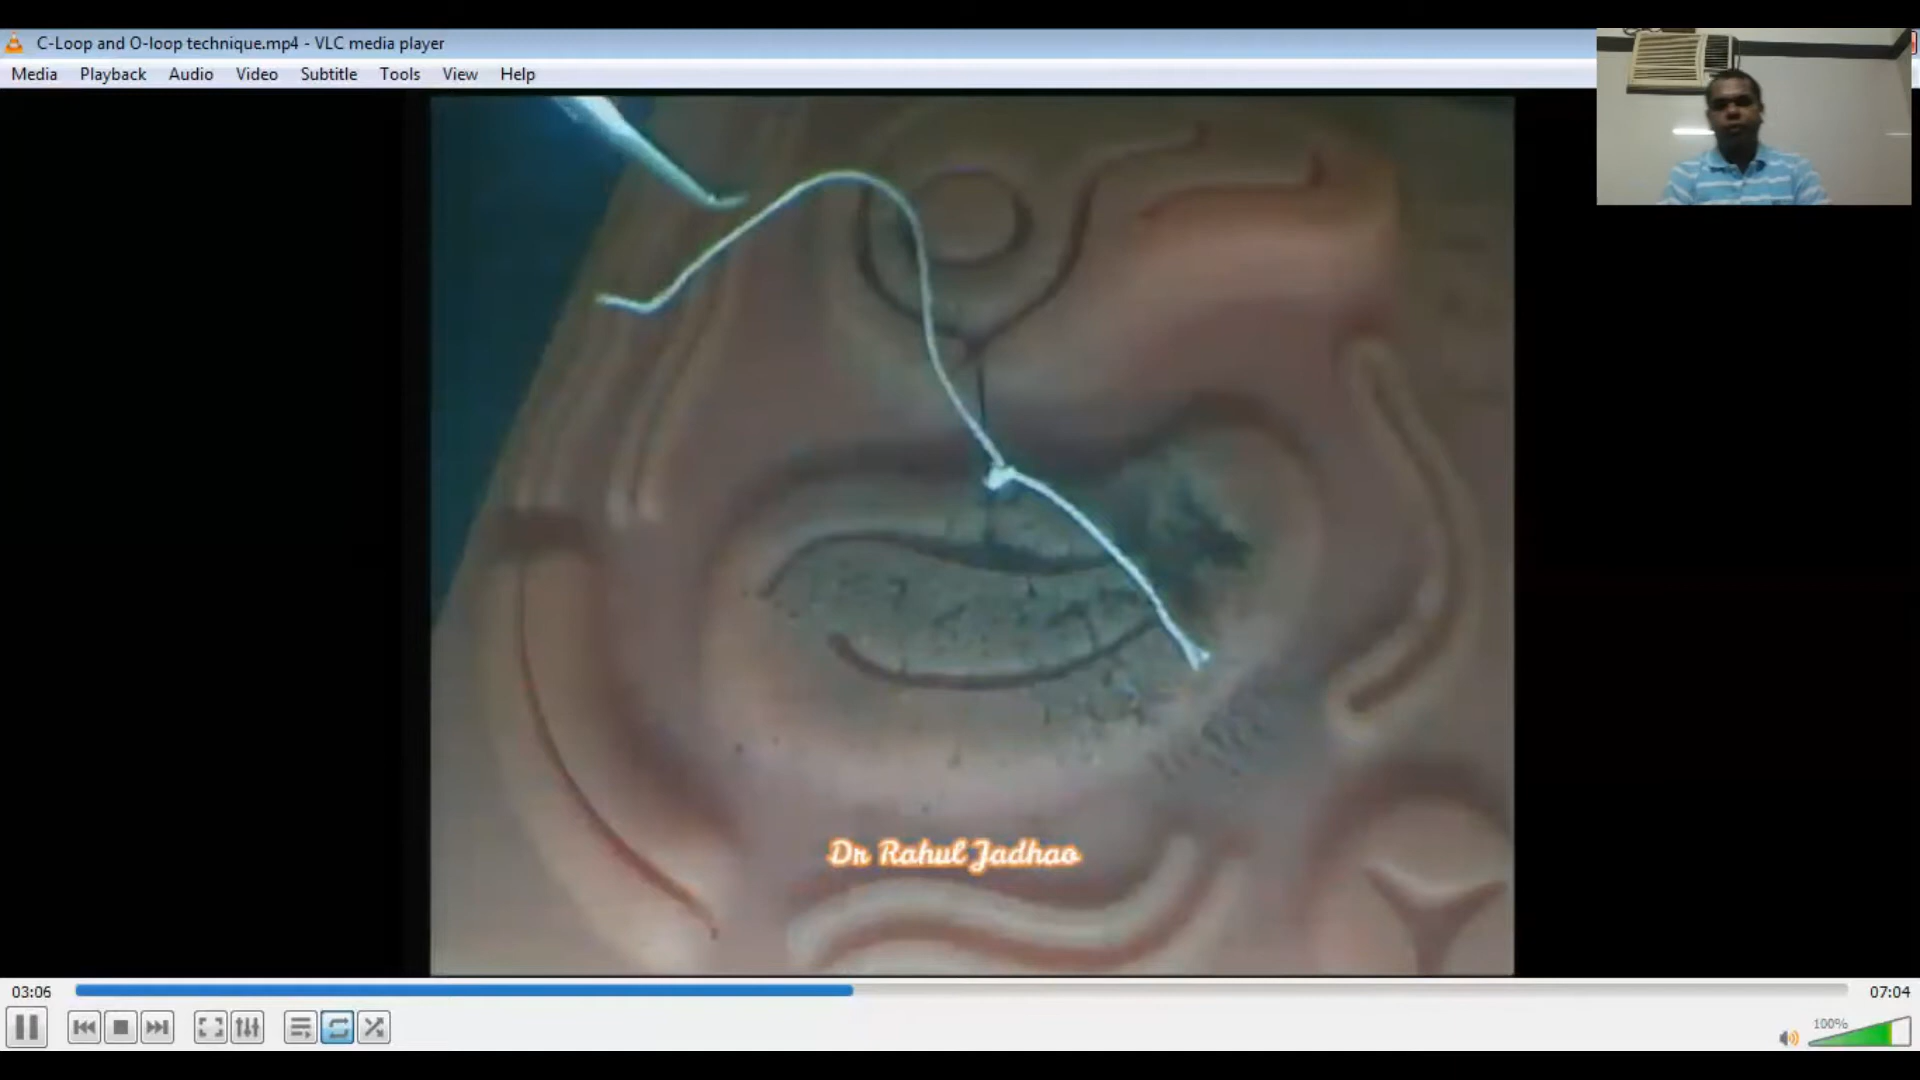 C-Loop and O-loop technique.mp4 - VLC media player
Media Playback Audio Video Subtitle Tools View Help
Dr Rahul Jadhao
03:06
07:04
100%